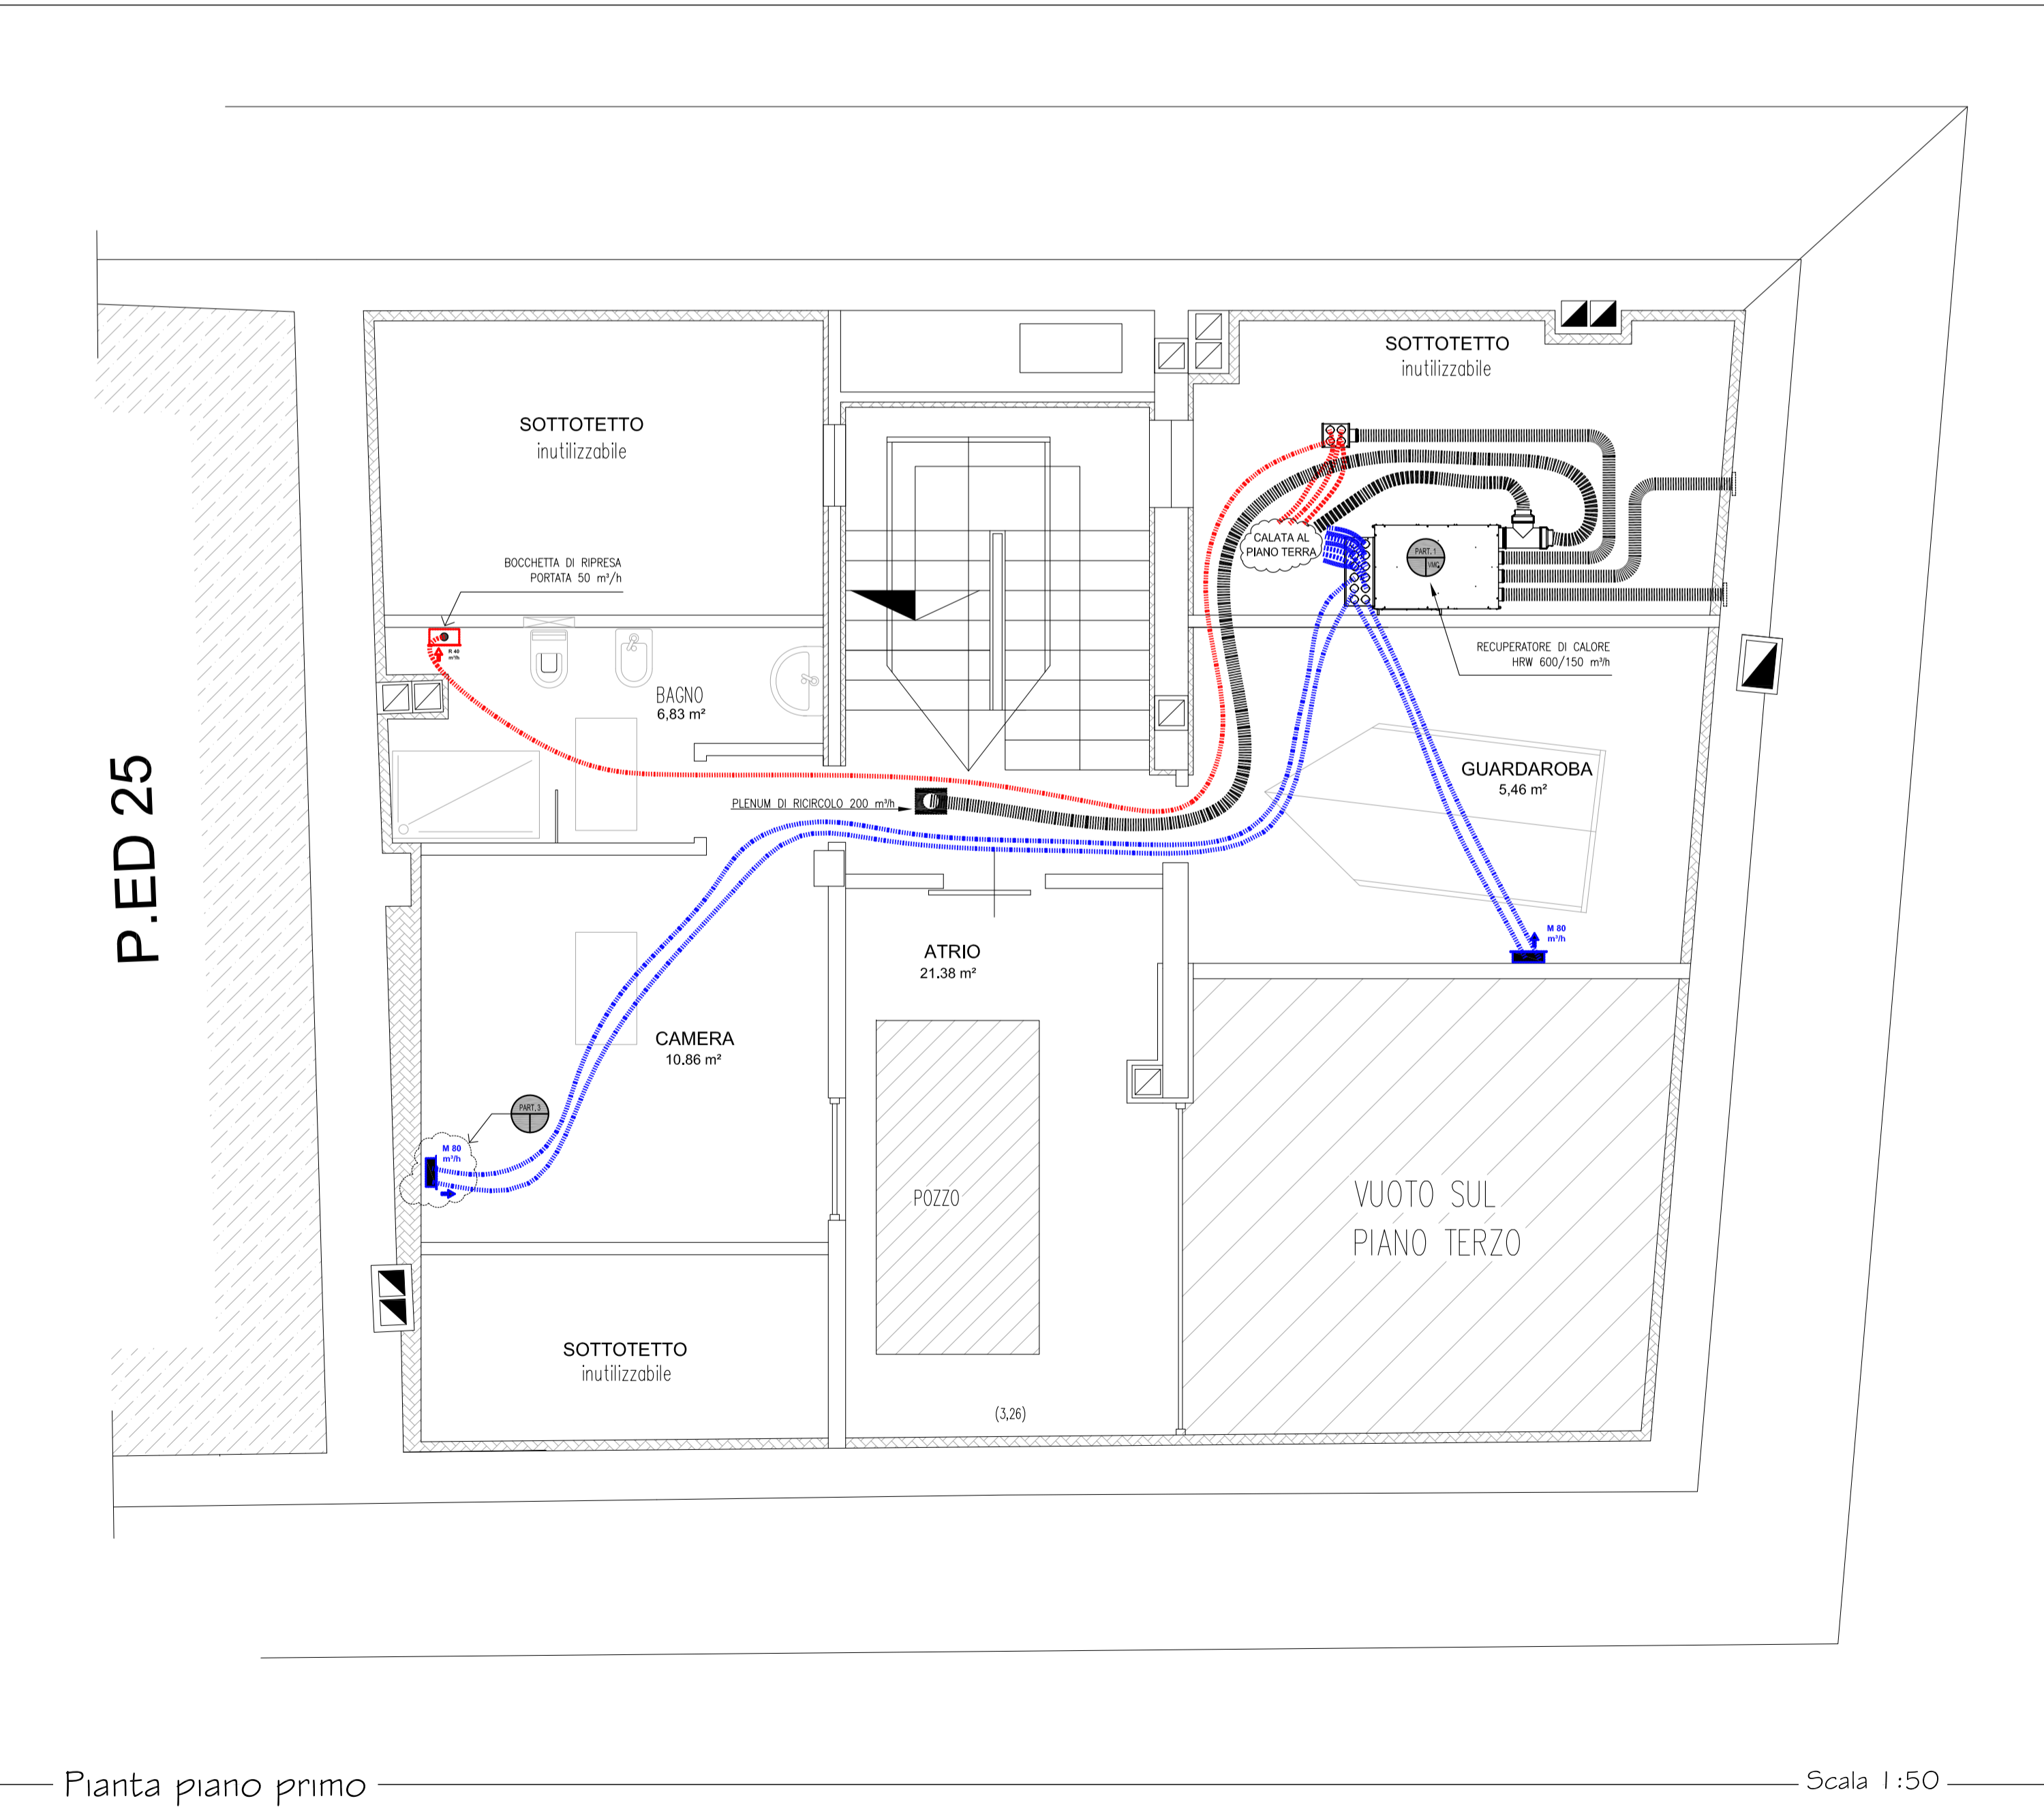 SOTTOTETTO
inutilizzabile
SOTTOTETTO
inutilizzabile
CALATA AL
PIANO TERRA
PART.1
VMC
BOCCHETTA DI RIPRESA
PORTATA 50 m³/h
R 40
m³/h
RECUPERATORE DI CALORE
HRW 600/150 m³/h
BAGNO
6,83 m²
P.ED 25
GUARDAROBA
5,46 m²
PLENUM DI RICIRCOLO 200 m³/h
M 80
m³/h
ATRIO
21.38 m²
CAMERA
10.86 m²
PART.3
M 80
m³/h
POZZO
VUOTO SUL
PIANO TERZO
SOTTOTETTO
inutilizzabile
(3,26)
Pianta piano primo
Scala 1:50